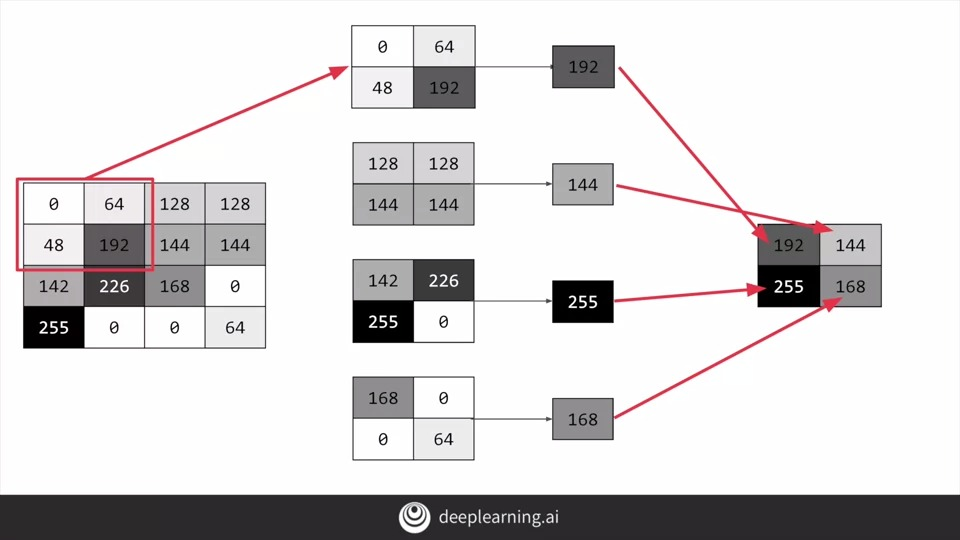 0 64 128 128
48 192 144 144
142 226 168 0
255 0 0 64
0 64
48 192
192
128 128
144 144
144
142 226
255 0
255
168 0
0 64
168
192 144
255 168
deeplearning.ai